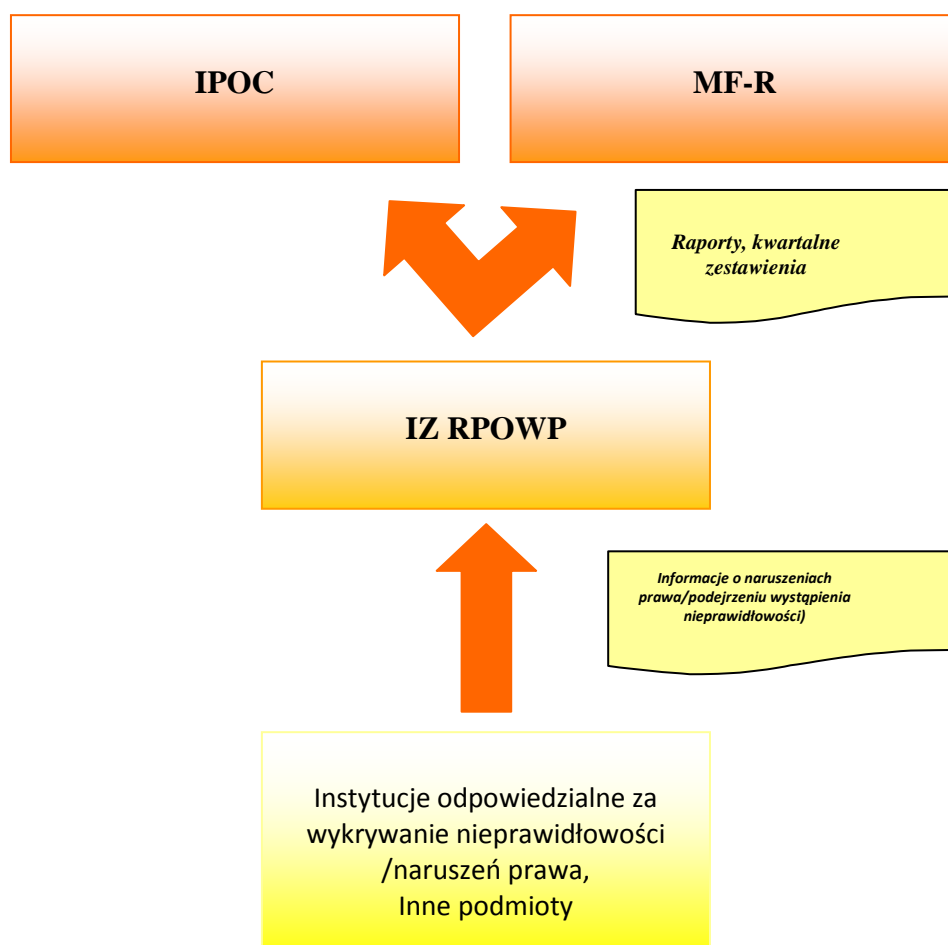 IPOC
MF-R
Raporty, kwartalne
zestawienia
IZ RPOWP
Informacje o naruszeniach
prawa/podejrzeniu wystąpienia
nieprawidłowości)
Instytucje odpowiedzialne za
wykrywanie nieprawidłowości
/naruszeń prawa,
Inne podmioty